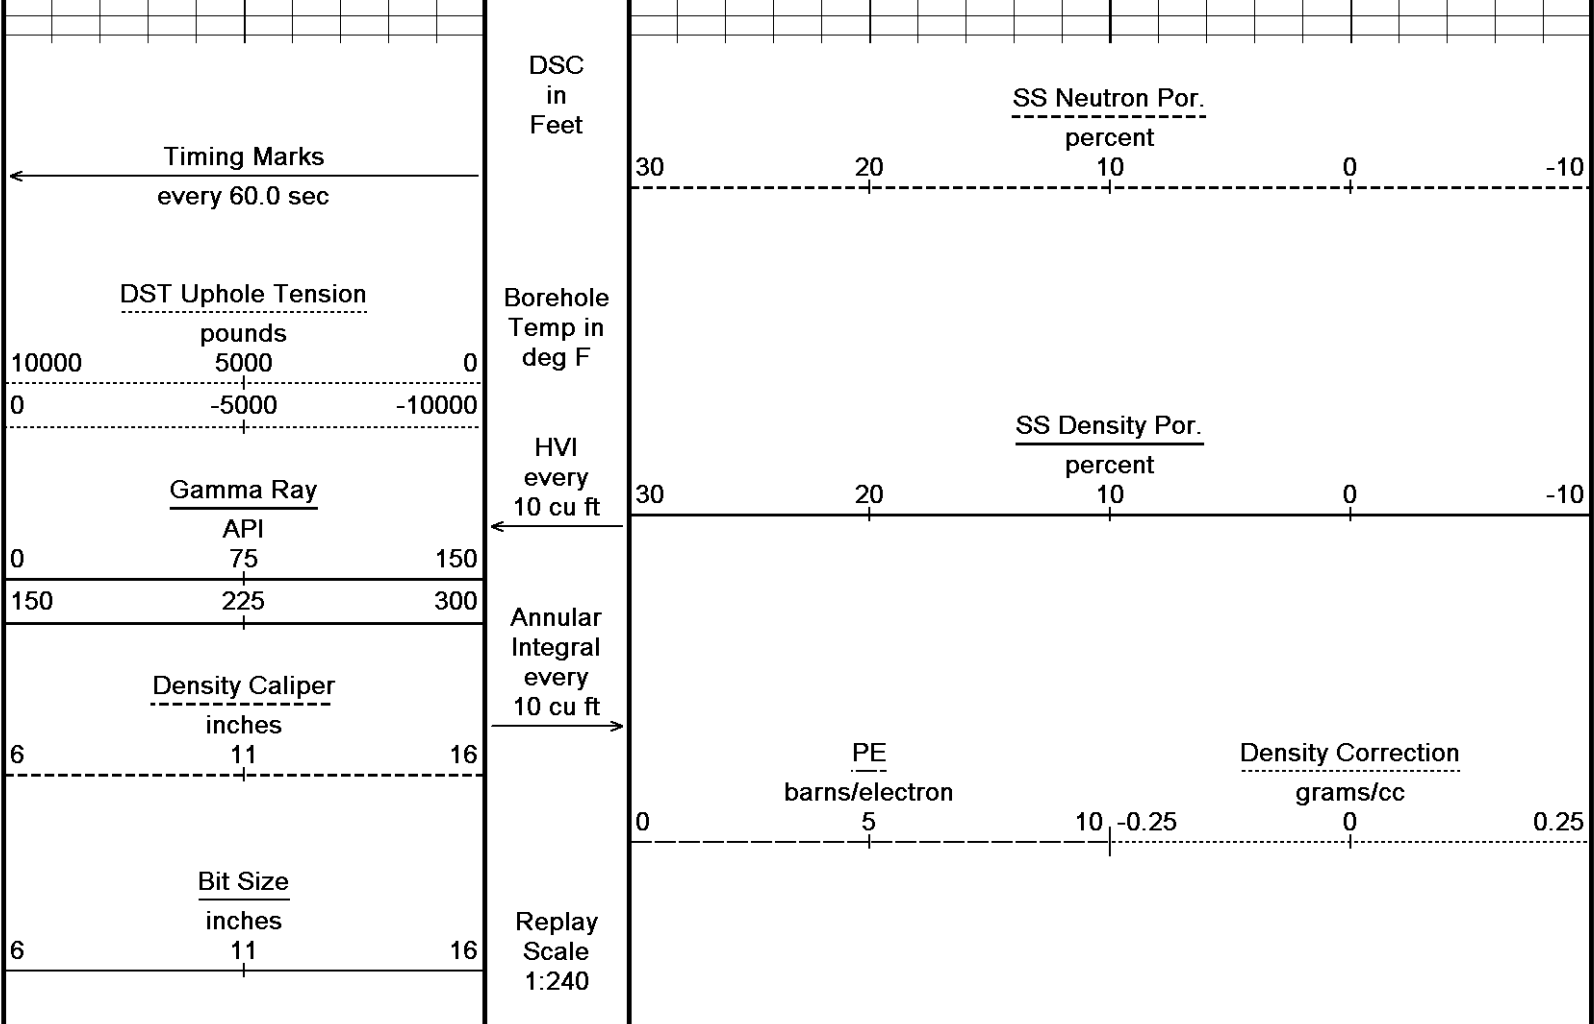 Timing Marks
every 60.0 sec
DST Uphole Tension
pounds
10000 5000 0
0 -5000 -10000
Gamma Ray
API
0 75 150
150 225 300
Density Caliper
inches
6 11 16
Bit Size
inches
6 11 16
DSC
in
Feet
Borehole
Temp in
deg F
HVI
every
10 cu ft
Annular
Integral
every
10 cu ft
Replay
Scale
1:240
SS Neutron Por.
percent
30 20 10 0 -10
SS Density Por.
percent
30 20 10 0 -10
PE
barns/electron
0 5 10
Density Correction
grams/cc
-0.25 0 0.25